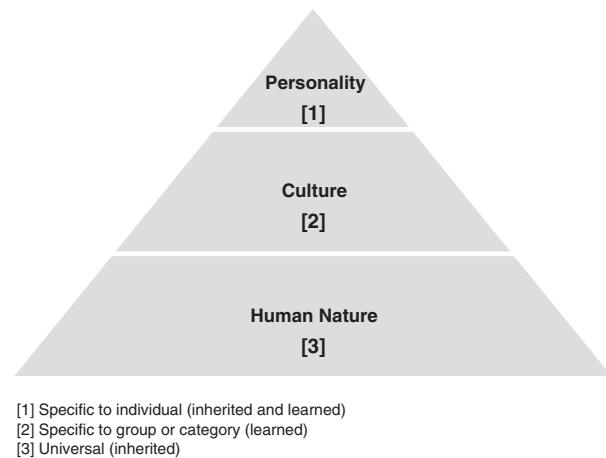 Personality
[1]
Culture
[2]
Human Nature
[3]
[1] Specific to individual (inherited and learned)
[2] Specific to group or category (learned)
[3] Universal (inherited)